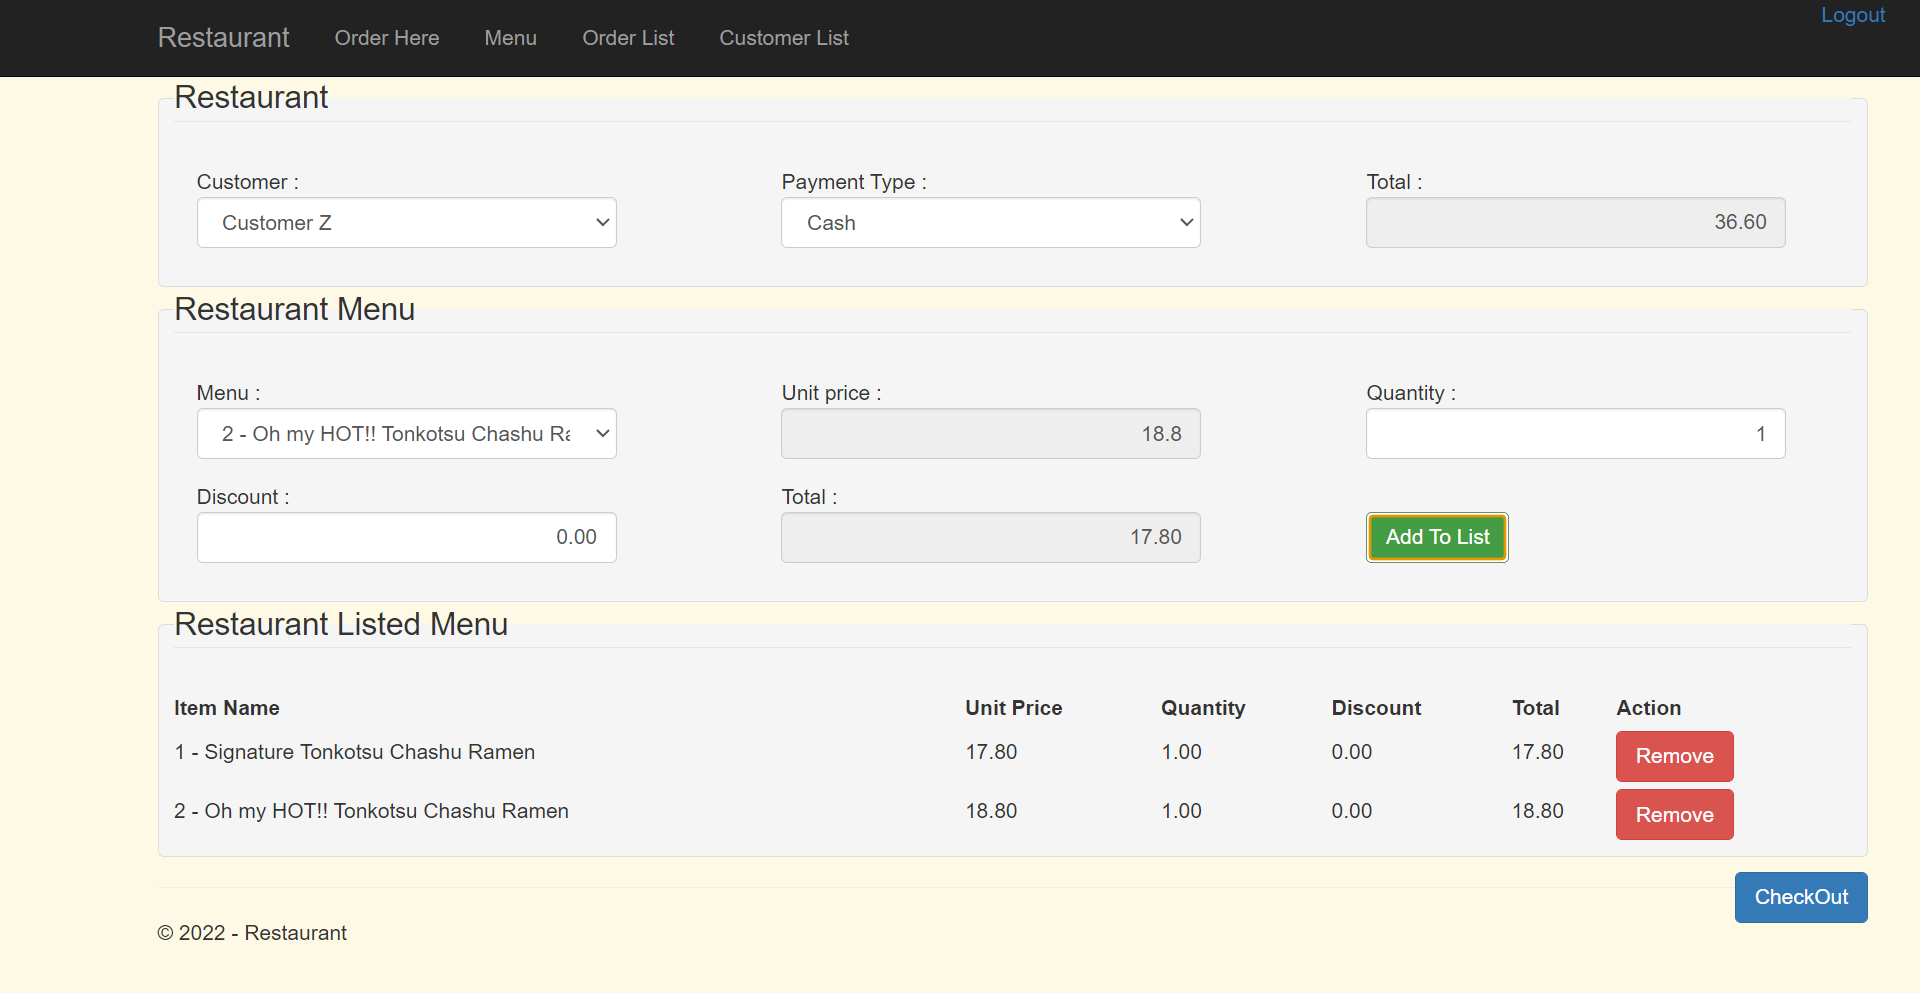 Logout
Restaurant Order Here Menu Order List Customer List
Restaurant
Customer : Payment Type : Total :
Customer Z Cash 36.60
Restaurant Menu
Menu : Unit price : Quantity :
2 - Oh my HOT!! Tonkotsu Chashu Ra 18.8 1
Discount : Total :
0.00 17.80 Add To List
Restaurant Listed Menu
Item Name Unit Price Quantity Discount Total Action
1 - Signature Tonkotsu Chashu Ramen 17.80 1.00 0.00 17.80 Remove
2 - Oh my HOT!! Tonkotsu Chashu Ramen 18.80 1.00 0.00 18.80 Remove
CheckOut
© 2022 - Restaurant